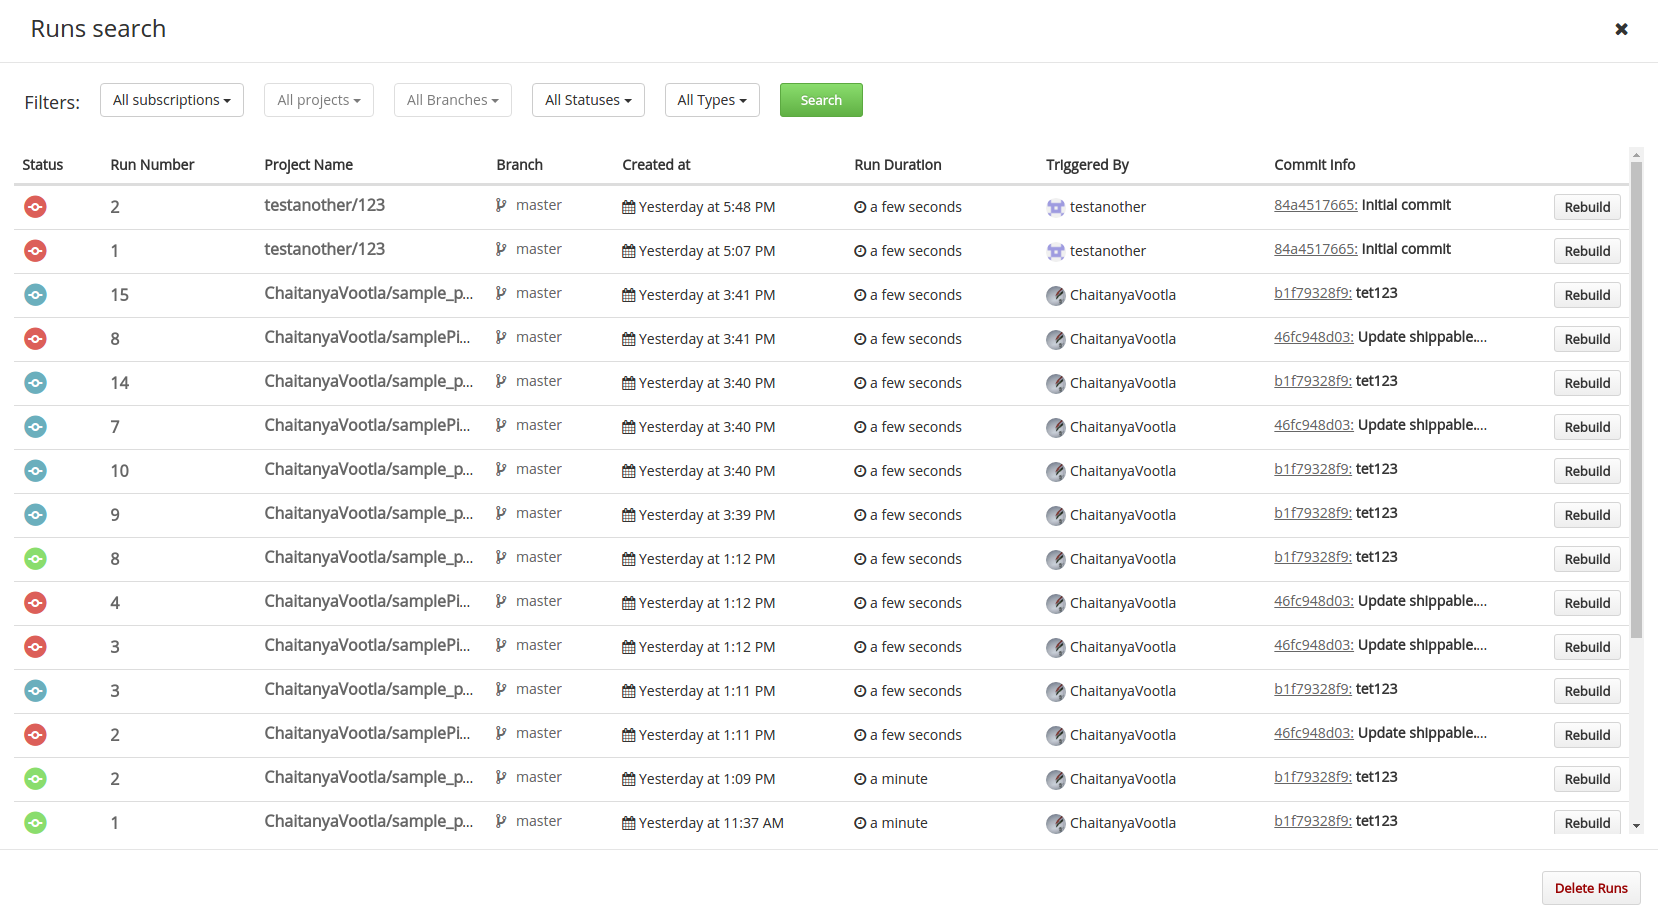 Runs search
Filters: All subscriptions All projects All Branches All Statuses All Types Search
Status Run Number Project Name Branch Created at Run Duration Triggered By Commit Info
2 testanother/123 master Yesterday at 5:48 PM a few seconds testanother 84a4517665: Initial commit Rebuild
1 testanother/123 master Yesterday at 5:07 PM a few seconds testanother 84a4517665: Initial commit Rebuild
15 ChaitanyaVootla/sample_p... master Yesterday at 3:41 PM a few seconds ChaitanyaVootla b1f79328f9: tet123 Rebuild
8 ChaitanyaVootla/samplePi... master Yesterday at 3:41 PM a few seconds ChaitanyaVootla 46fc948d03: Update shippable.... Rebuild
14 ChaitanyaVootla/sample_p... master Yesterday at 3:40 PM a few seconds ChaitanyaVootla b1f79328f9: tet123 Rebuild
7 ChaitanyaVootla/samplePi... master Yesterday at 3:40 PM a few seconds ChaitanyaVootla 46fc948d03: Update shippable.... Rebuild
10 ChaitanyaVootla/sample_p... master Yesterday at 3:40 PM a few seconds ChaitanyaVootla b1f79328f9: tet123 Rebuild
9 ChaitanyaVootla/sample_p... master Yesterday at 3:39 PM a few seconds ChaitanyaVootla b1f79328f9: tet123 Rebuild
8 ChaitanyaVootla/sample_p... master Yesterday at 1:12 PM a few seconds ChaitanyaVootla b1f79328f9: tet123 Rebuild
4 ChaitanyaVootla/samplePi... master Yesterday at 1:12 PM a few seconds ChaitanyaVootla 46fc948d03: Update shippable.... Rebuild
3 ChaitanyaVootla/samplePi... master Yesterday at 1:12 PM a few seconds ChaitanyaVootla 46fc948d03: Update shippable.... Rebuild
3 ChaitanyaVootla/sample_p... master Yesterday at 1:11 PM a few seconds ChaitanyaVootla b1f79328f9: tet123 Rebuild
2 ChaitanyaVootla/samplePi... master Yesterday at 1:11 PM a few seconds ChaitanyaVootla 46fc948d03: Update shippable.... Rebuild
2 ChaitanyaVootla/sample_p... master Yesterday at 1:09 PM a minute ChaitanyaVootla b1f79328f9: tet123 Rebuild
1 ChaitanyaVootla/sample_p... master Yesterday at 11:37 AM a minute ChaitanyaVootla b1f79328f9: tet123 Rebuild
Delete Runs